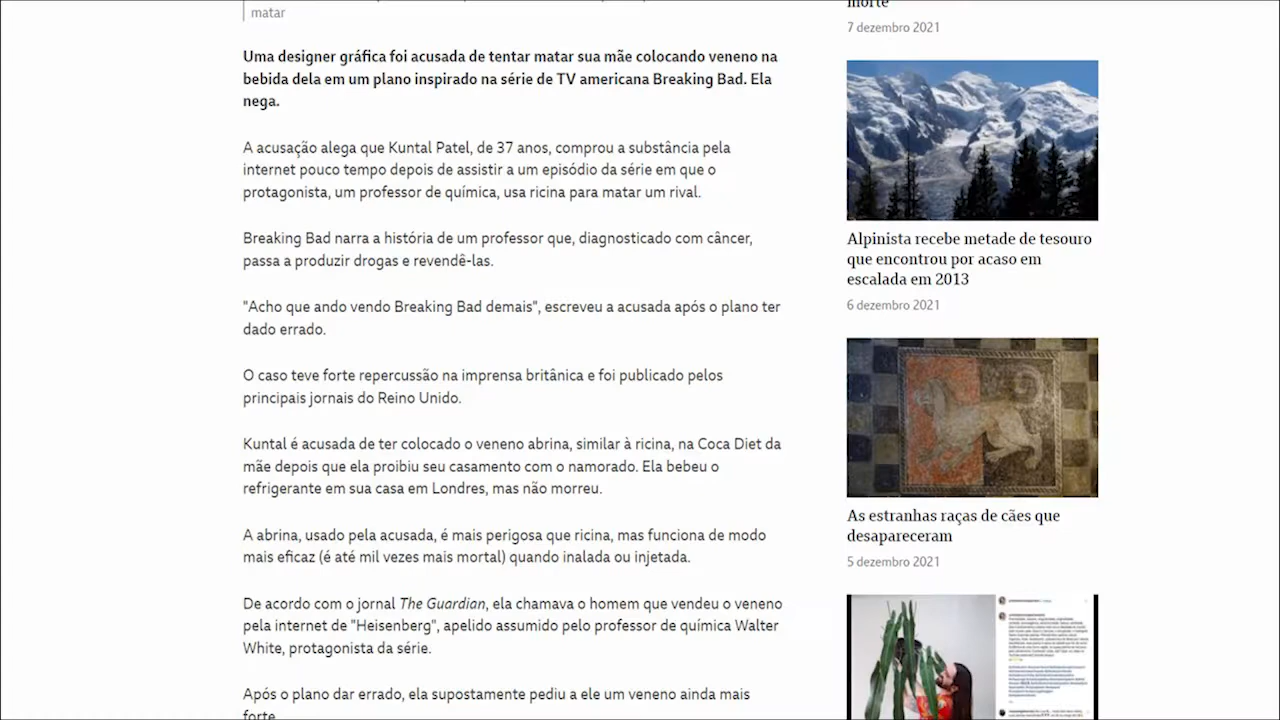 matar
Uma designer gráfica foi acusada de tentar matar sua mãe colocando veneno na
bebida dela em um plano inspirado na série de TV americana Breaking Bad. Ela
nega.
A acusação alega que Kuntal Patel, de 37 anos, comprou a substância pela
internet pouco tempo depois de assistir a um episódio da série em que o
protagonista, um professor de química, usa ricina para matar um rival.
Breaking Bad narra a história de um professor que, diagnosticado com câncer,
passa a produzir drogas e revendê-las.
"Acho que ando vendo Breaking Bad demais", escreveu a acusada após o plano ter
dado errado.
O caso teve forte repercussão na imprensa britânica e foi publicado pelos
principais jornais do Reino Unido.
Kuntal é acusada de ter colocado o veneno abrina, similar à ricina, na Coca Diet da
mãe depois que ela proibiu seu casamento com o namorado. Ela bebeu o
refrigerante em sua casa em Londres, mas não morreu.
A abrina, usado pela acusada, é mais perigosa que ricina, mas funciona de modo
mais eficaz (é até mil vezes mais mortal) quando inalada ou injetada.
De acordo com o jornal The Guardian, ela chamava o homem que vendeu o veneno
pela internet de "Heisenberg", apelido assumido pelo professor de química Walter
White, protagonista da série.
Após o plano dar errado, ela supostamente pediu a ele um veneno ainda mais
forte.
morte
7 dezembro 2021
Alpinista recebe metade de tesouro
que encontrou por acaso em
escalada em 2013
6 dezembro 2021
As estranhas raças de cães que
desapareceram
5 dezembro 2021